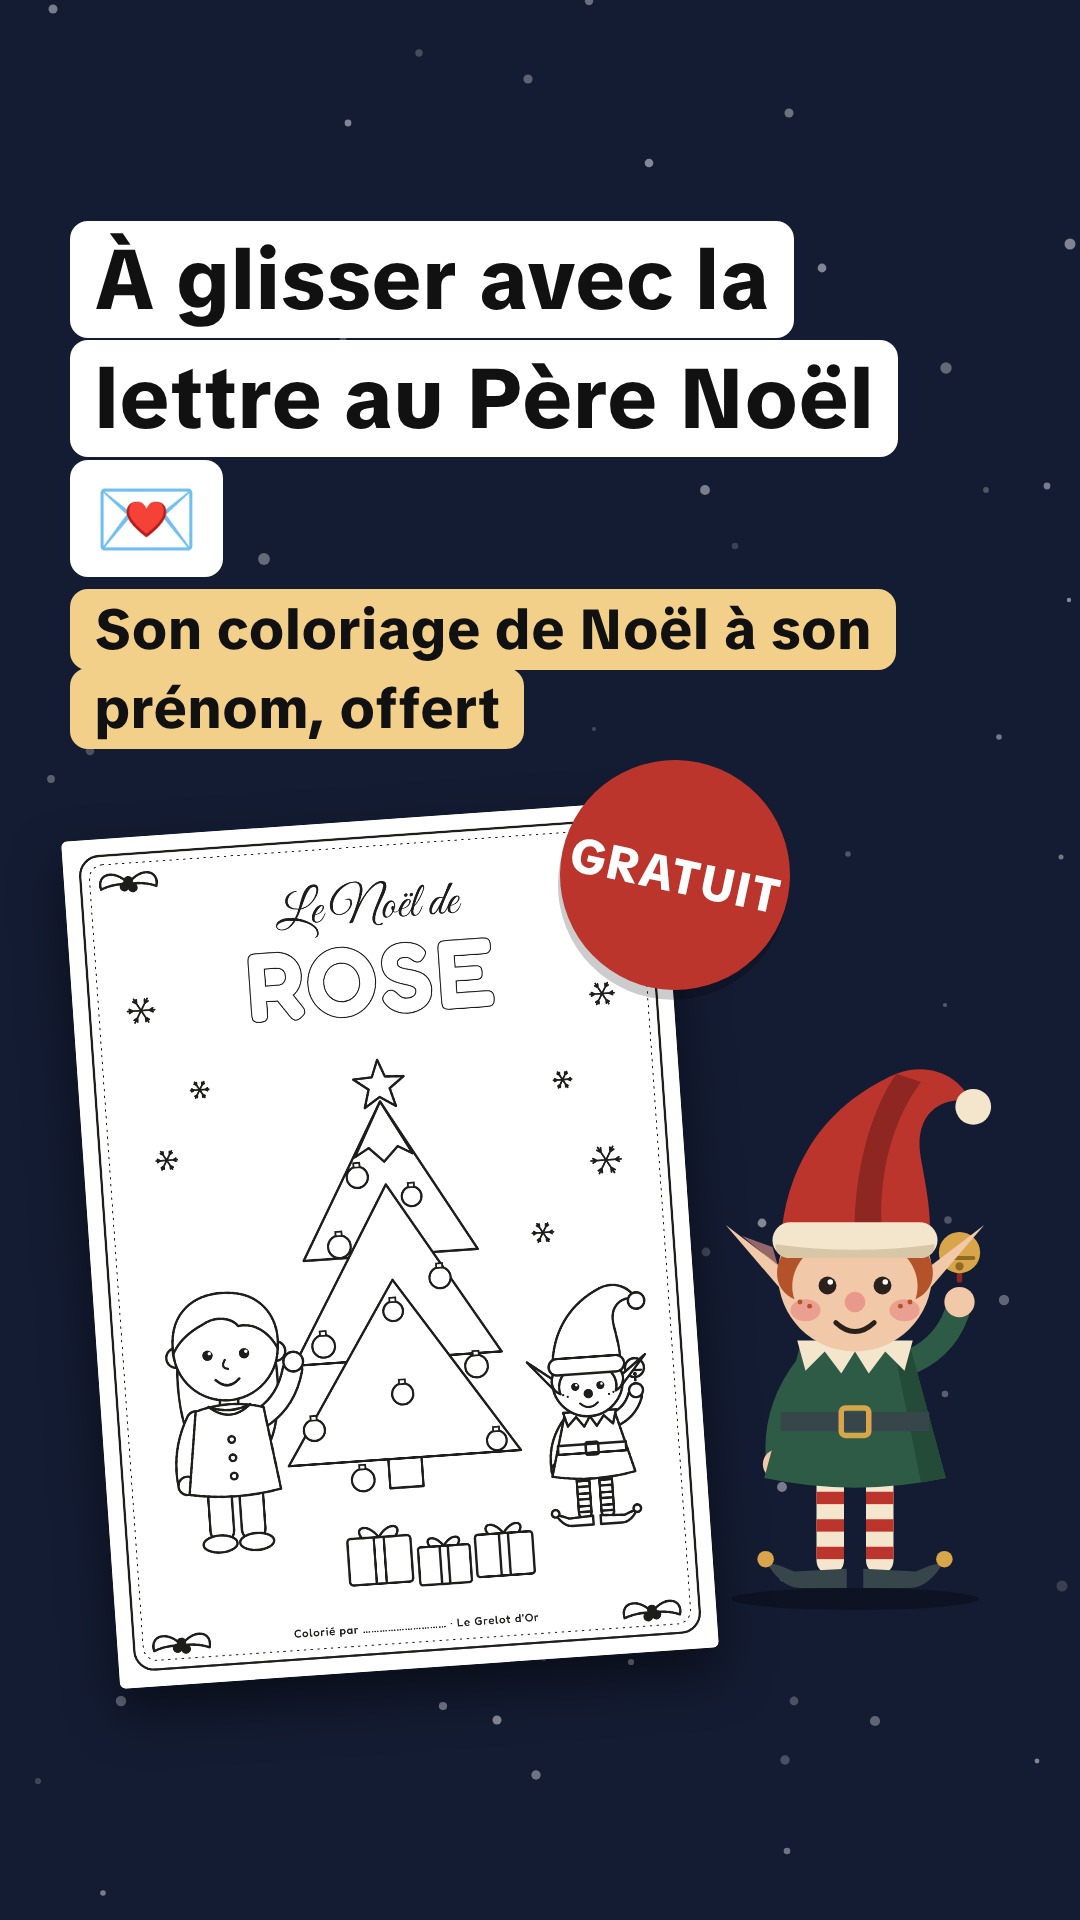 À glisser avec la
lettre au Père Noël
💌
Son coloriage de Noël à son
prénom, offert
GRATUIT
Le Noël de
ROSE
Colorié par .............................. · Le Grelot d'Or